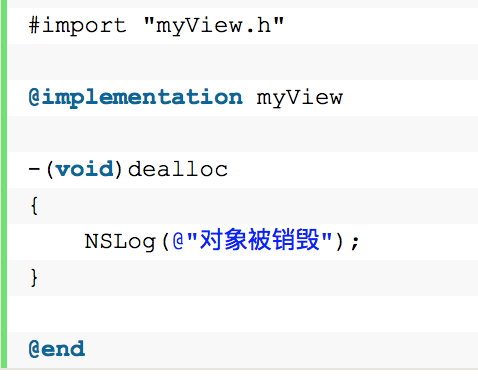 #import "myView.h"
@implementation myView
-(void)dealloc
{
    NSLog(@"对象被销毁");
}
@end